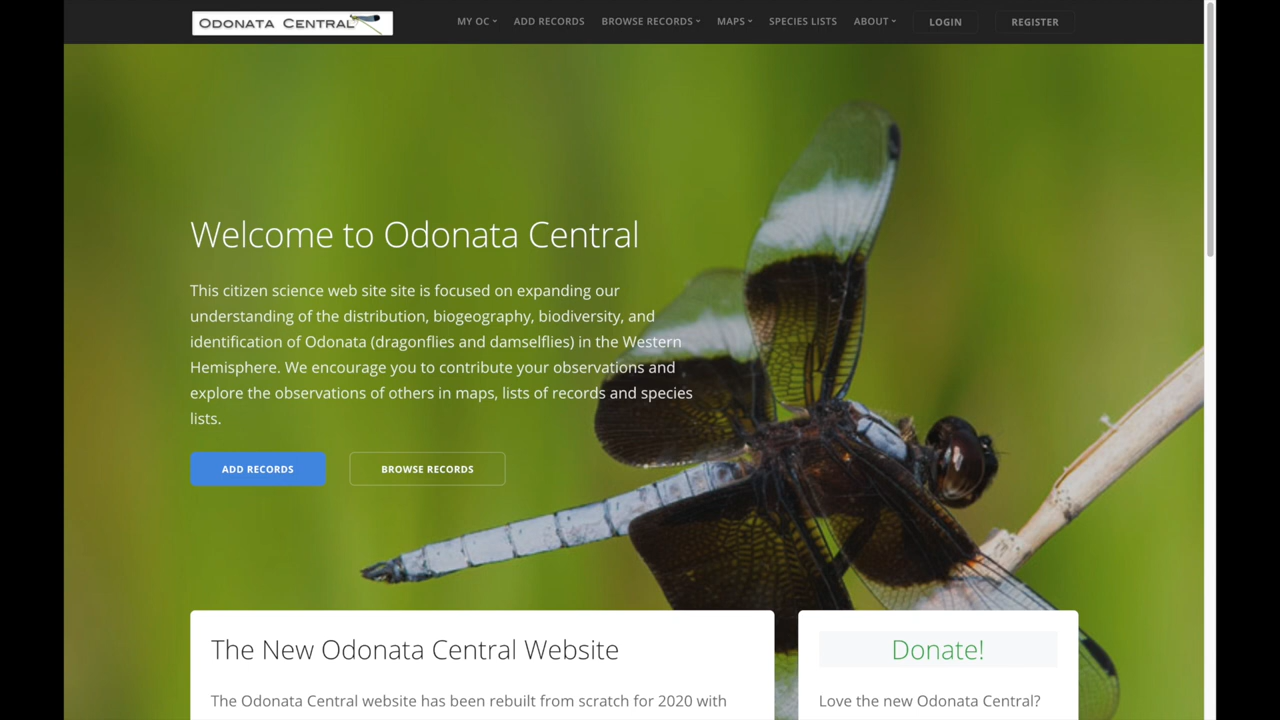 ODONATA CENTRAL
MY OC
ADD RECORDS
BROWSE RECORDS
MAPS
SPECIES LISTS
ABOUT
LOGIN
REGISTER
Welcome to Odonata Central
This citizen science web site site is focused on expanding our
understanding of the distribution, biogeography, biodiversity, and
identification of Odonata (dragonflies and damselflies) in the Western
Hemisphere. We encourage you to contribute your observations and
explore the observations of others in maps, lists of records and species
lists.
ADD RECORDS
BROWSE RECORDS
The New Odonata Central Website
The Odonata Central website has been rebuilt from scratch for 2020 with
Donate!
Love the new Odonata Central?